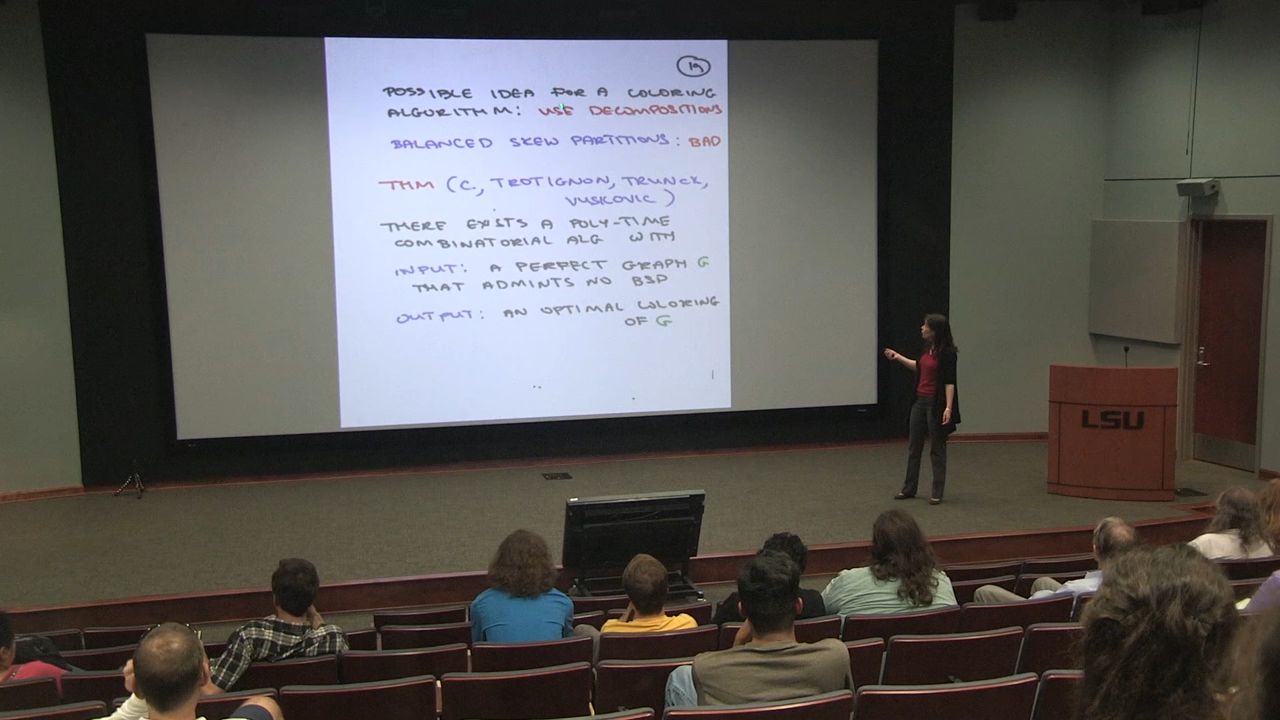 19
POSSIBLE IDEA FOR A COLORING
ALGORITHM: USE DECOMPOSITIONS
BALANCED SKEW PARTITIONS: BAD
THM (C., TROTIGNON, TRUNCK,
VUSKOVIC)
THERE EXISTS A POLY-TIME
COMBINATORIAL ALG WITH
INPUT: A PERFECT GRAPH G
THAT ADMINTS NO BSP
OUTPUT: AN OPTIMAL COLORING
OF G
LSU